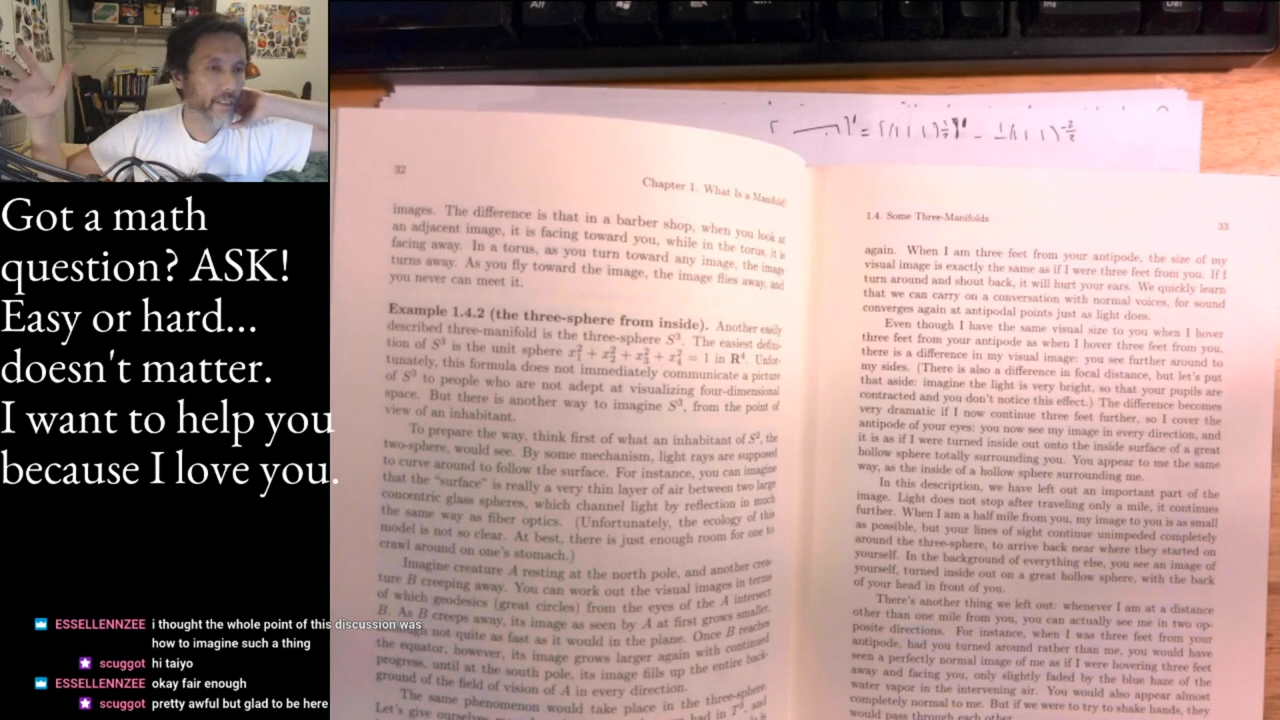 Got a math
question? ASK!
Easy or hard...
doesn't matter.
I want to help you
because I love you.
ESSELLENNZEE i thought the whole point of this discussion was
how to imagine such a thing
scuggot hi taiyo
ESSELLENNZEE okay fair enough
scuggot pretty awful but glad to be here
Alt
Ins
Del
32
Chapter 1. What Is a Manifold?
images. The difference is that in a barber shop, when you look at
an adjacent image, it is facing toward you, while in the torus, it is
facing away. In a torus, as you turn toward any image, the image
turns away. As you fly toward the image, the image flies away, and
you never can meet it.
Example 1.4.2 (the three-sphere from inside). Another easily
described three-manifold is the three-sphere S³. The easiest defini-
tion of S³ is the unit sphere x₁² + x₂² + x₃² + x₄² = 1 in R⁴. Unfor-
tunately, this formula does not immediately communicate a picture
of S³ to people who are not adept at visualizing four-dimensional
space. But there is another way to imagine S³, from the point of
view of an inhabitant.
To prepare the way, think first of what an inhabitant of S², the
two-sphere, would see. By some mechanism, light rays are supposed
to curve around to follow the surface. For instance, you can imagine
that the "surface" is really a very thin layer of air between two large
concentric glass spheres, which channel light by reflection in much
the same way as fiber optics. (Unfortunately, the ecology of this
model is not so clear. At best, there is just enough room for one to
crawl around on one's stomach.)
Imagine creature A resting at the north pole, and another crea-
ture B creeping away. You can work out the visual images in terms
of which geodesics (great circles) from the eyes of the A intersect
B. As B creeps away, its image as seen by A at first grows smaller,
although not quite as fast as it would in the plane. Once B reaches
the equator, however, its image grows larger again with continued
progress, until at the south pole, its image fills up the entire back-
ground of the field of vision of A in every direction.
The same phenomenon would take place in the three-sphere.
Let's give ourselves had in T³, and
1.4. Some Three-Manifolds
33
again. When I am three feet from your antipode, the size of my
visual image is exactly the same as if I were three feet from you. If I
turn around and shout back, it will hurt your ears. We quickly learn
that we can carry on a conversation with normal voices, for sound
converges again at antipodal points just as light does.
Even though I have the same visual size to you when I hover
three feet from your antipode as when I hover three feet from you,
there is a difference in my visual image: you see further around to
my sides. (There is also a difference in focal distance, but let's put
that aside: imagine the light is very bright, so that your pupils are
contracted and you don't notice this effect.) The difference becomes
very dramatic if I now continue three feet further, so I cover the
antipode of your eyes: you now see my image in every direction, and
it is as if I were turned inside out onto the inside surface of a great
hollow sphere totally surrounding you. You appear to me the same
way, as the inside of a hollow sphere surrounding me.
In this description, we have left out an important part of the
image. Light does not stop after traveling only a mile, it continues
further. When I am a half mile from you, my image to you is as small
as possible, but your lines of sight continue unimpeded completely
around the three-sphere, to arrive back near where they started on
yourself. In the background of everything else, you see an image of
yourself, turned inside out on a great hollow sphere, with the back
of your head in front of you.
There's another thing we left out: whenever I am at a distance
other than one mile from you, you can actually see me in two op-
posite directions. For instance, when I was three feet from your
antipode, had you turned around rather than me, you would have
seen a perfectly normal image of me as if I were hovering three feet
away and facing you, only slightly faded by the blue haze of the
water vapor in the intervening air. You would also appear almost
completely normal to me. But if we were to try to shake hands, they
would pass through each other.